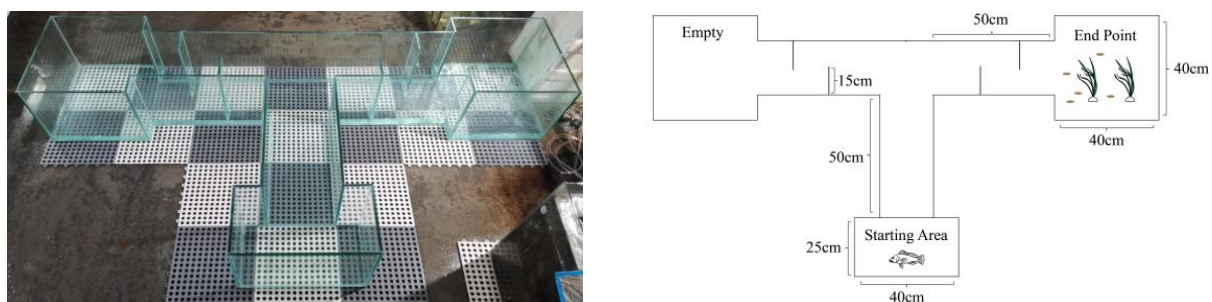 Empty
50cm
End Point
40cm
15cm
40cm
50cm
25cm
Starting Area
40cm